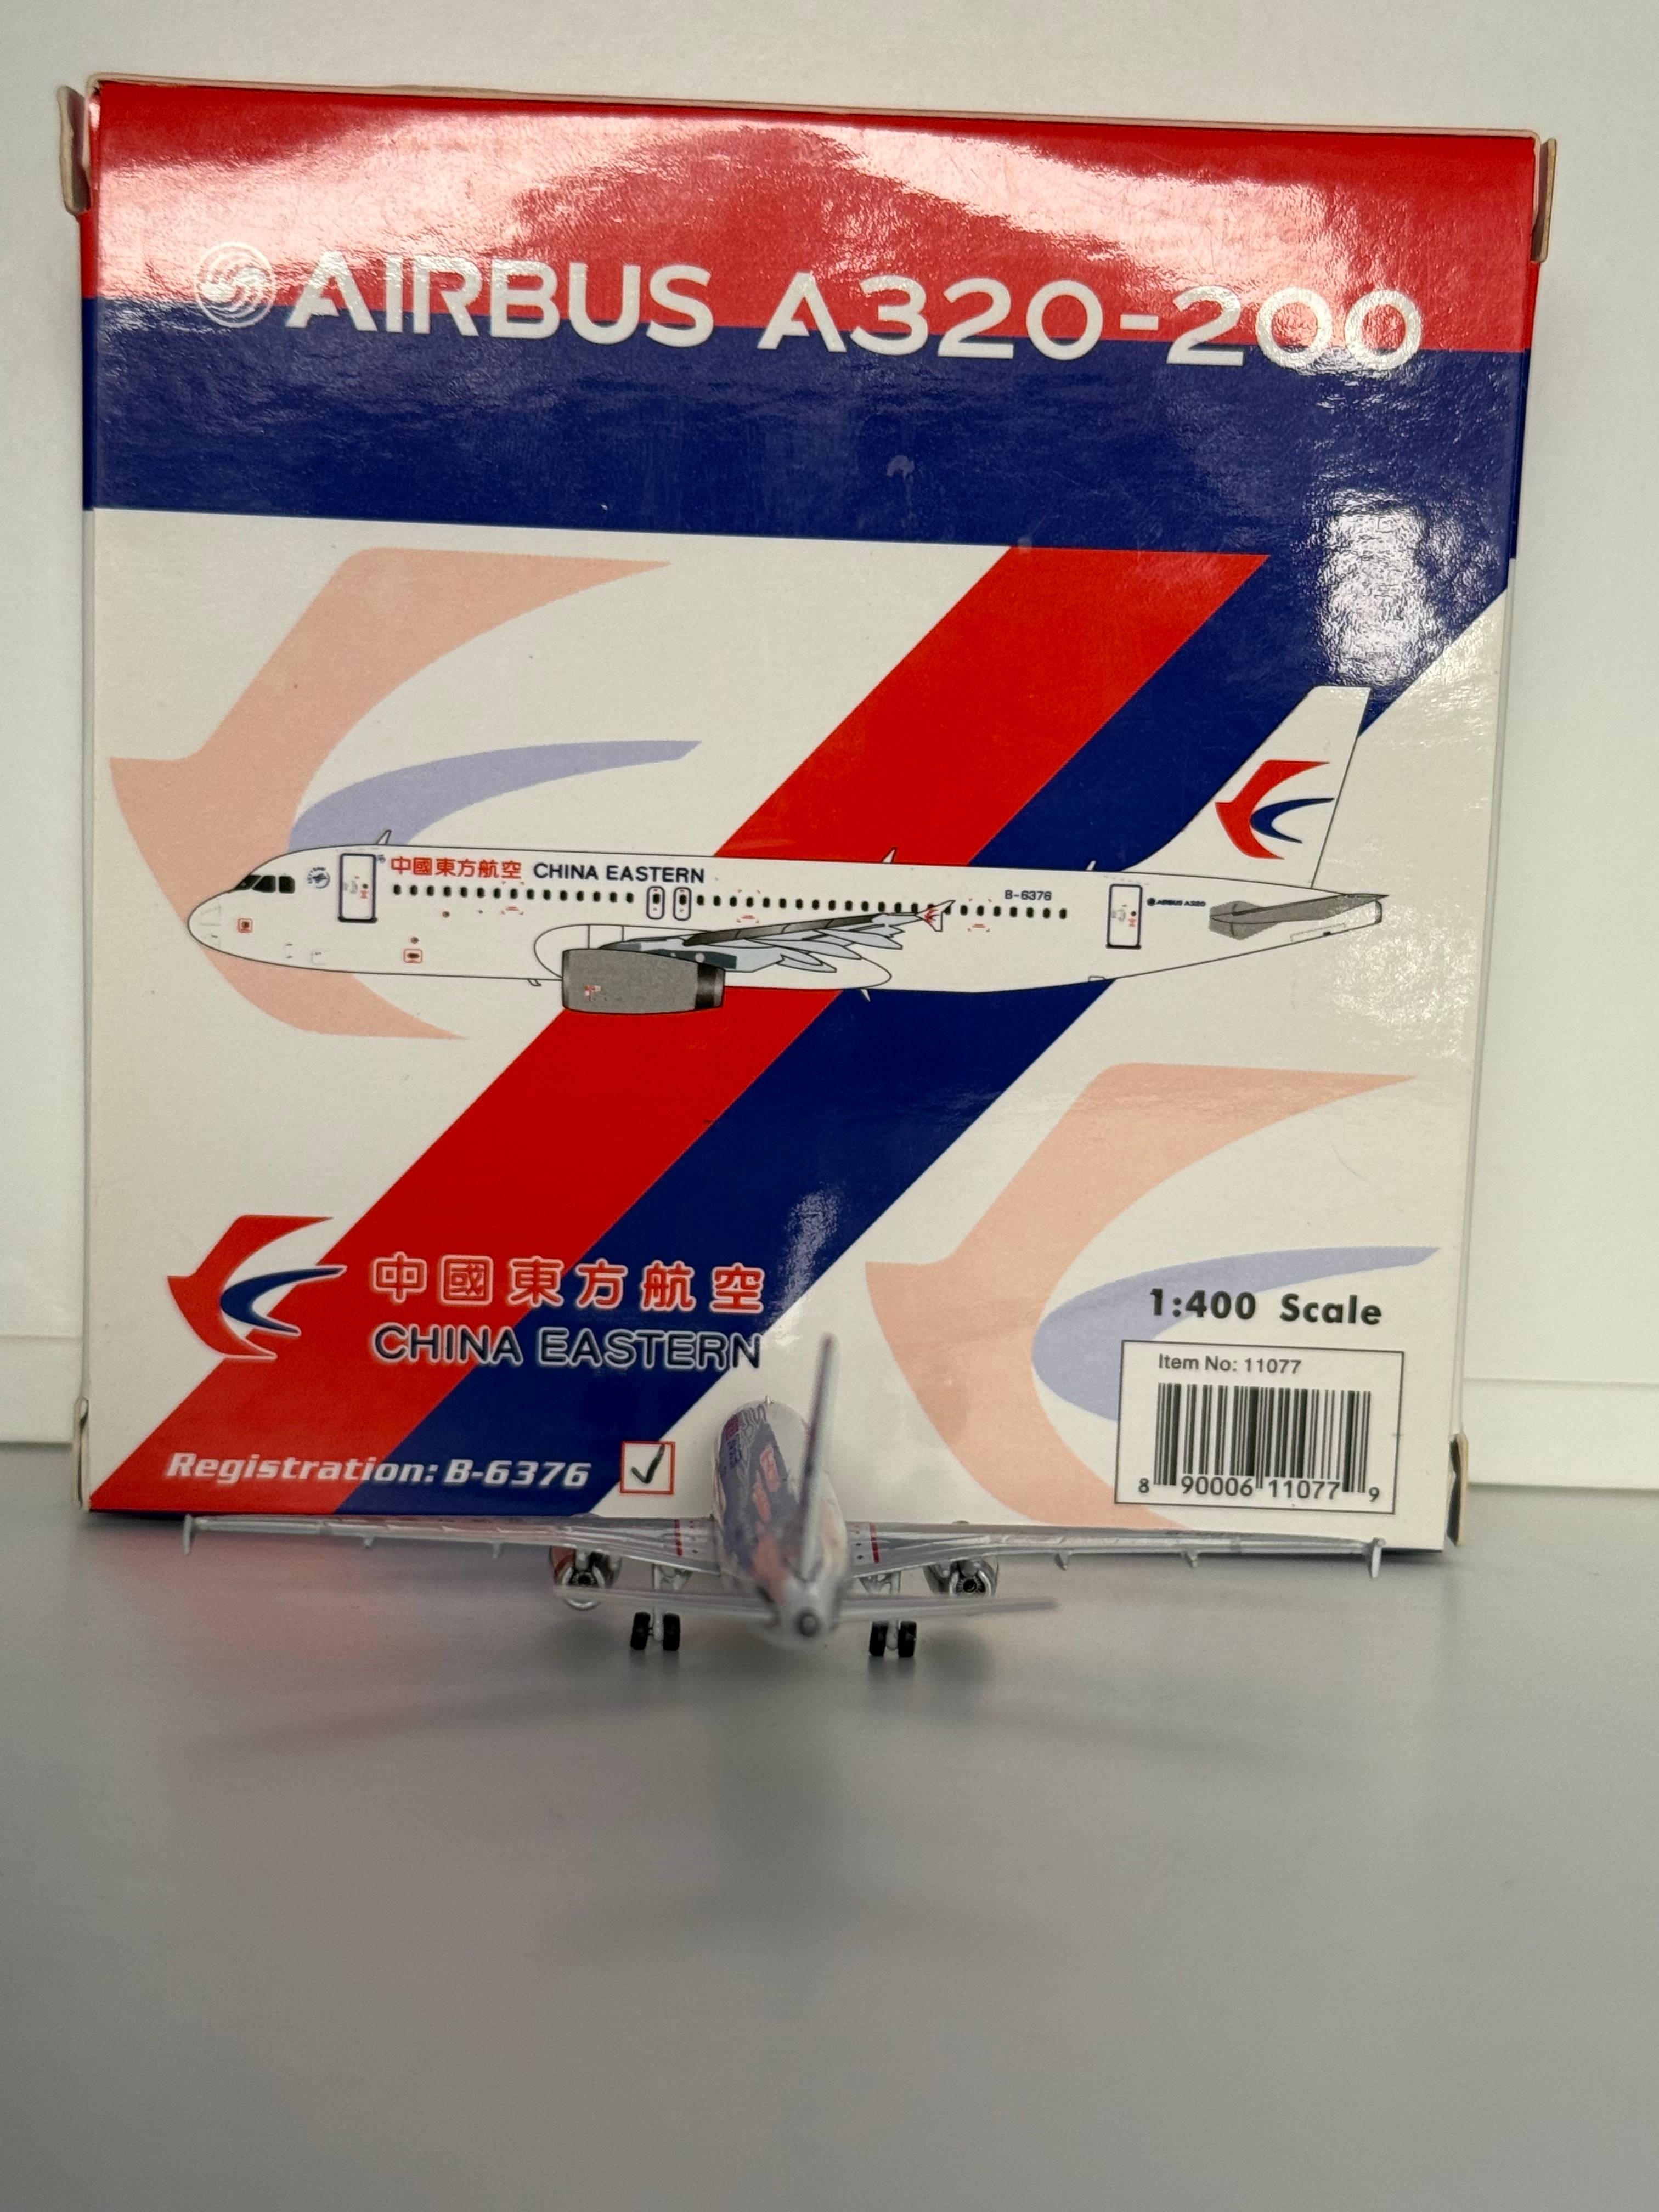 AIRBUS A320-200
中國東方航空 CHINA EASTERN
B-6376
AIRBUS A320
中國東方航空
CHINA EASTERN
1:400 Scale
Item No: 11077
8 90006 11077 9
Registration: B-6376